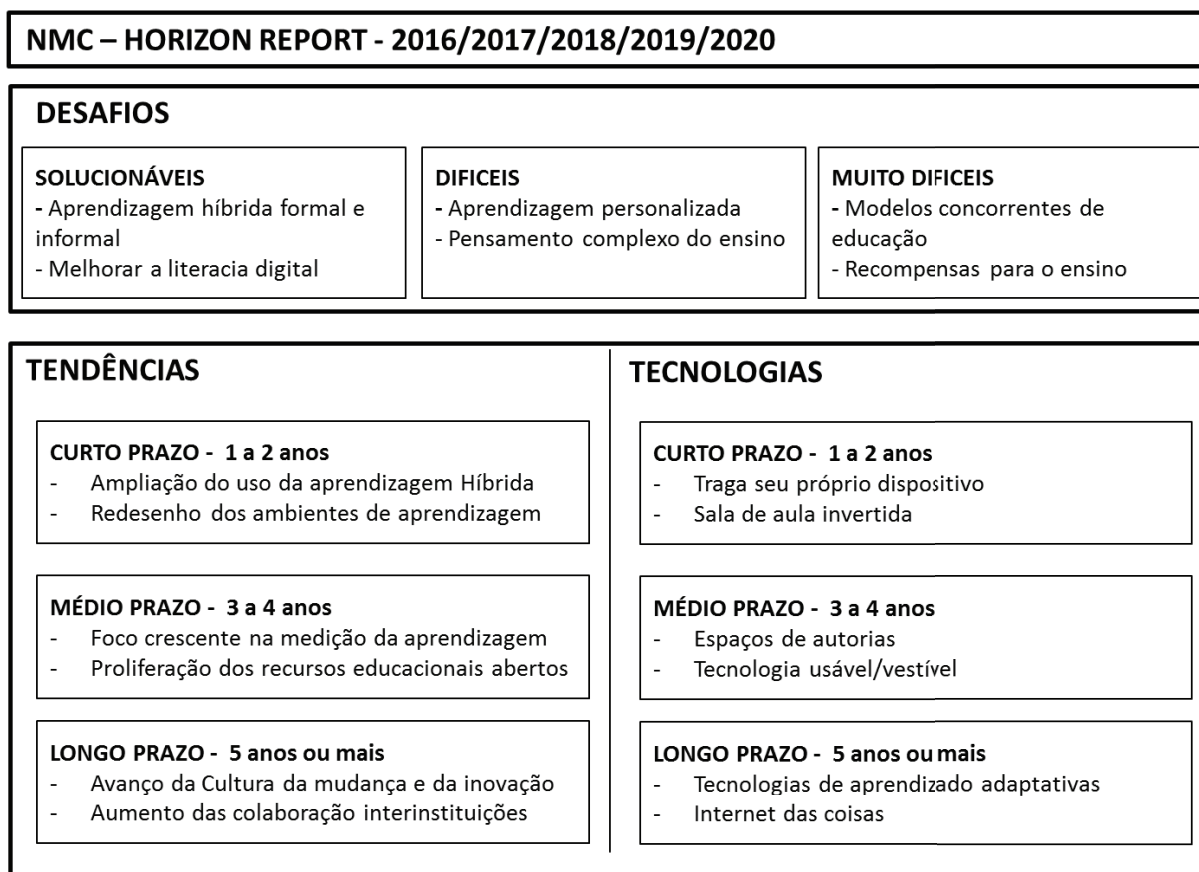 NMC – HORIZON REPORT - 2016/2017/2018/2019/2020
DESAFIOS
SOLUCIONÁVEIS
- Aprendizagem híbrida formal e
informal
- Melhorar a literacia digital
DIFICEIS
- Aprendizagem personalizada
- Pensamento complexo do ensino
MUITO DIFICEIS
- Modelos concorrentes de
educação
- Recompensas para o ensino
TENDÊNCIAS
CURTO PRAZO - 1 a 2 anos
- Ampliação do uso da aprendizagem Híbrida
- Redesenho dos ambientes de aprendizagem
MÉDIO PRAZO - 3 a 4 anos
- Foco crescente na medição da aprendizagem
- Proliferação dos recursos educacionais abertos
LONGO PRAZO - 5 anos ou mais
- Avanço da Cultura da mudança e da inovação
- Aumento das colaboração interinstituições
TECNOLOGIAS
CURTO PRAZO - 1 a 2 anos
- Traga seu próprio dispositivo
- Sala de aula invertida
MÉDIO PRAZO - 3 a 4 anos
- Espaços de autorias
- Tecnologia usável/vestível
LONGO PRAZO - 5 anos ou mais
- Tecnologias de aprendizado adaptativas
- Internet das coisas